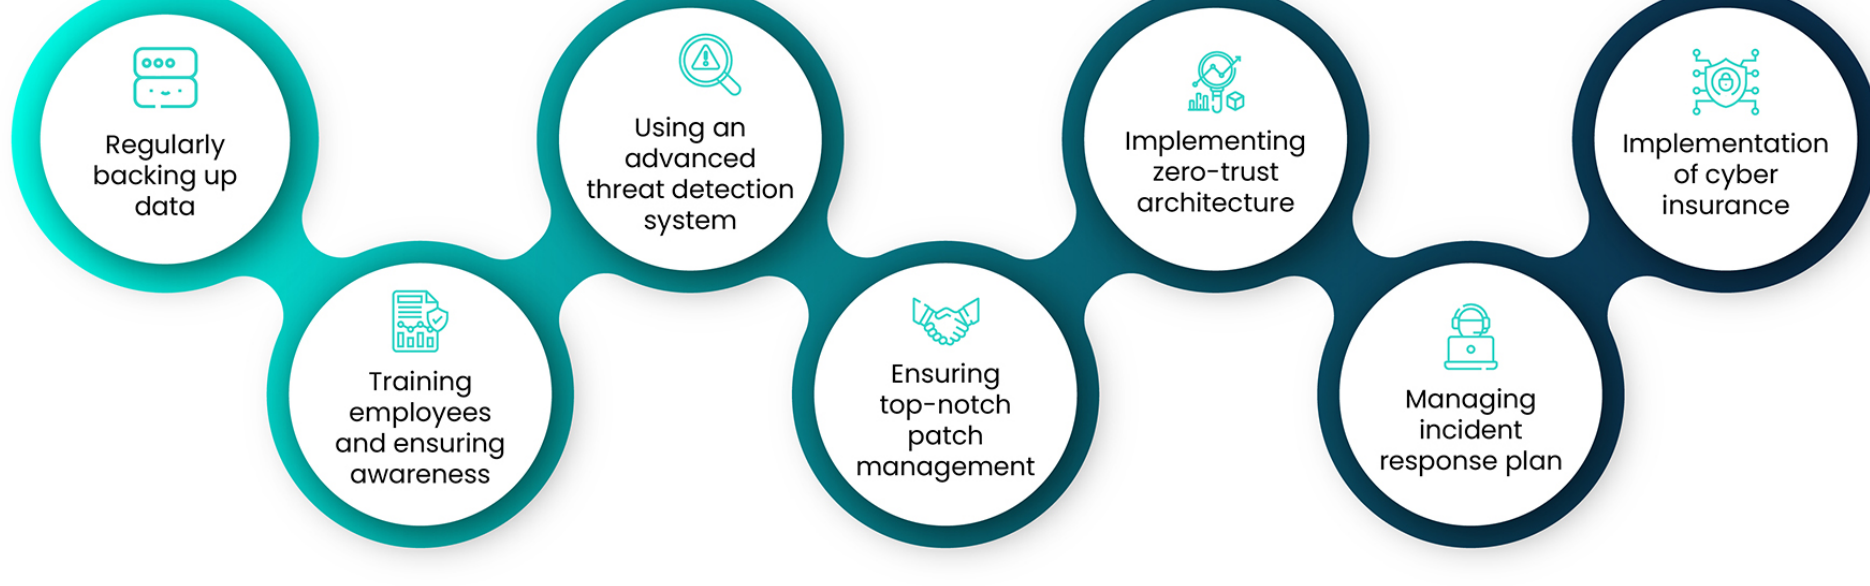 Regularly
backing up
data
Training
employees
and ensuring
awareness
Using an
advanced
threat detection
system
Ensuring
top-notch
patch
management
Implementing
zero-trust
architecture
Managing
incident
response plan
Implementation
of cyber
insurance